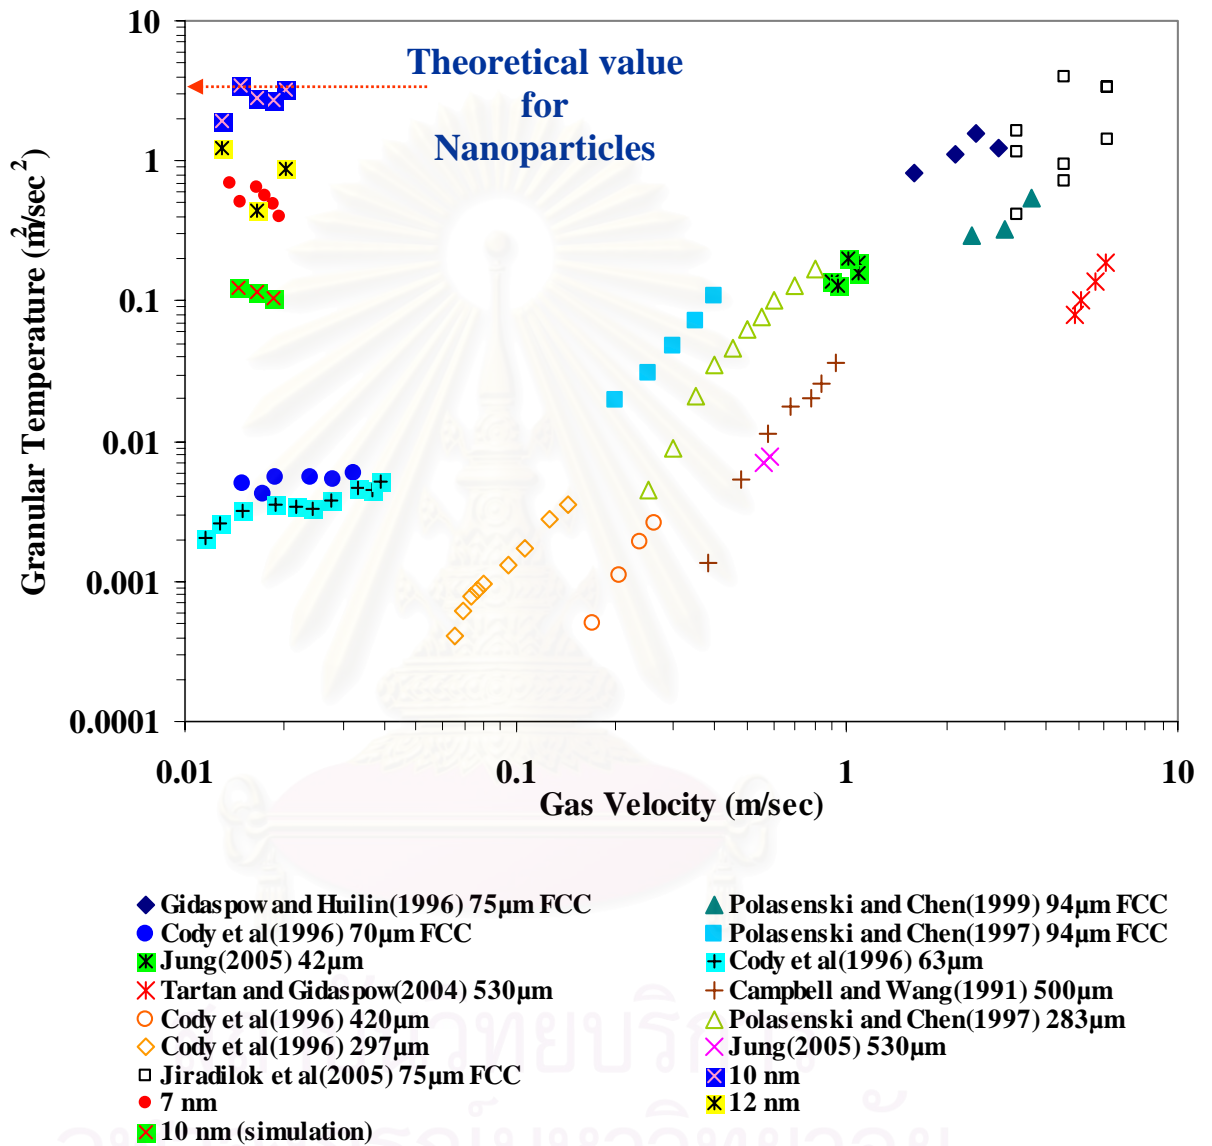 10
Theoretical value
for
Nanoparticles
1
0.1
0.01
0.001
0.0001
Granular Temperature (m²/sec²)
0.01 0.1 1 10
Gas Velocity (m/sec)
Gidaspow and Huilin(1996) 75μm FCC
Polasenski and Chen(1999) 94μm FCC
Cody et al(1996) 70μm FCC
Polasenski and Chen(1997) 94μm FCC
Jung(2005) 42μm
Cody et al(1996) 63μm
Tartan and Gidaspow(2004) 530μm
Campbell and Wang(1991) 500μm
Cody et al(1996) 420μm
Polasenski and Chen(1997) 283μm
Cody et al(1996) 297μm
Jung(2005) 530μm
Jiradilok et al(2005) 75μm FCC
10 nm
7 nm
12 nm
10 nm (simulation)